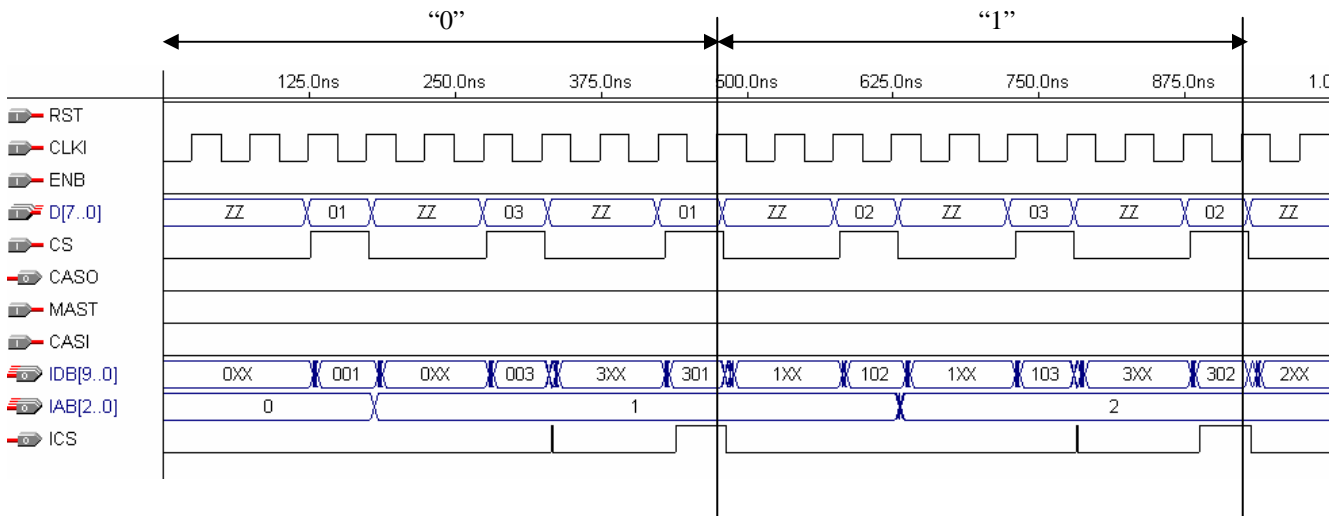 “0” “1”
125.0ns 250.0ns 375.0ns 500.0ns 625.0ns 750.0ns 875.0ns 1.0
RST
CLKI
ENB
D[7..0] ZZ 01 ZZ 03 ZZ 01 ZZ 02 ZZ 03 ZZ 02 ZZ
CS
CASO
MAST
CASI
IDB[9..0] 0XX 001 0XX 003 3XX 301 1XX 102 1XX 103 3XX 302 2XX
IAB[2..0] 0 1 2
ICS